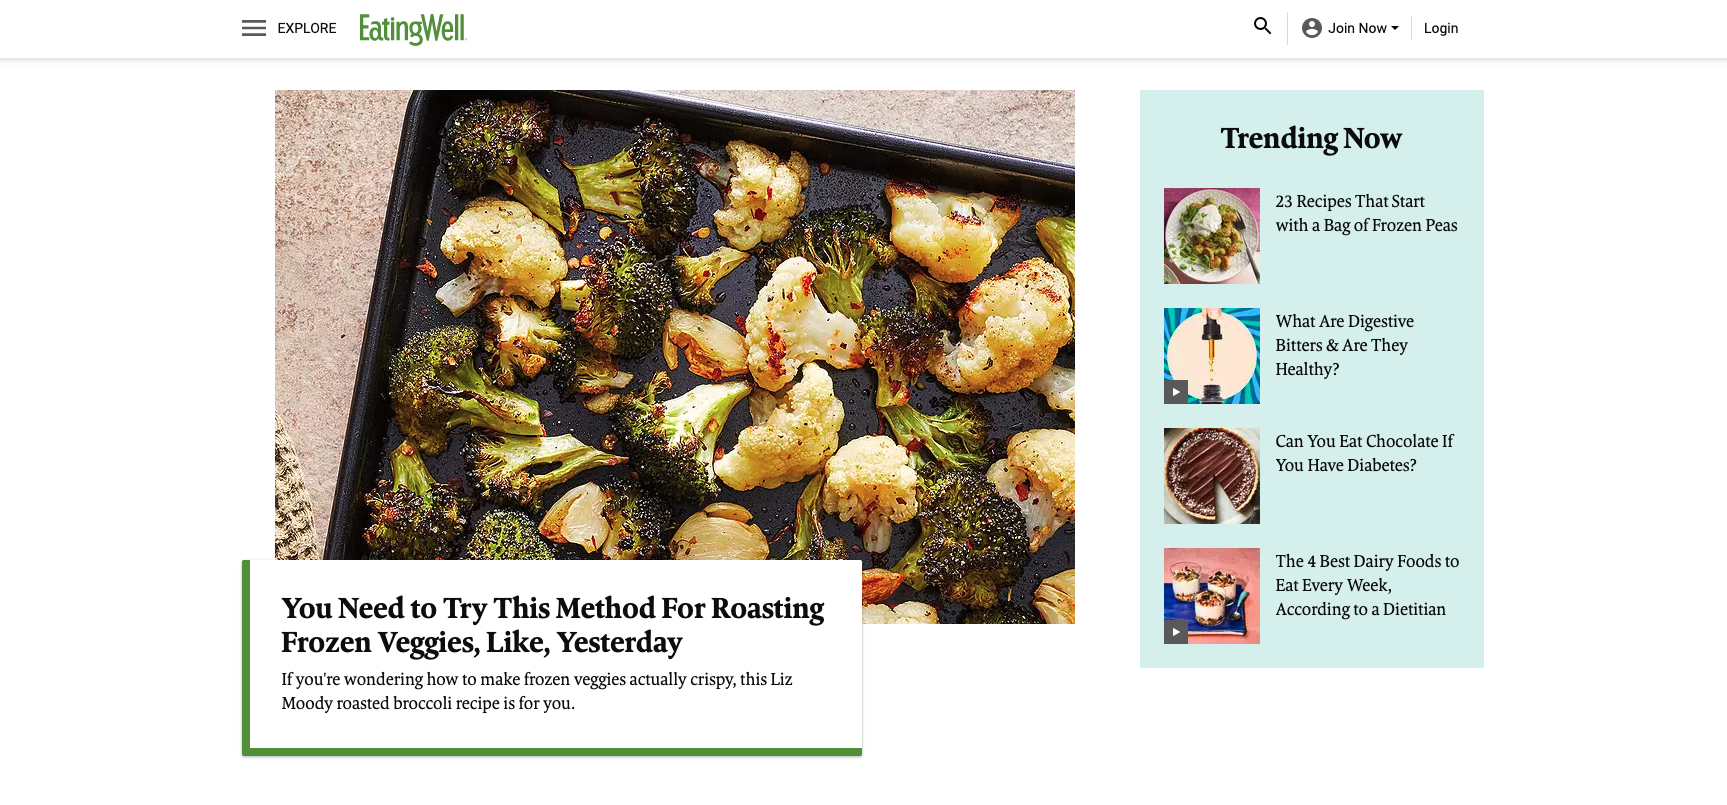 EXPLORE
EatingWell
Join Now
Login
Trending Now
23 Recipes That Start
with a Bag of Frozen Peas
What Are Digestive
Bitters & Are They
Healthy?
Can You Eat Chocolate If
You Have Diabetes?
The 4 Best Dairy Foods to
Eat Every Week,
According to a Dietitian
You Need to Try This Method For Roasting
Frozen Veggies, Like, Yesterday
If you're wondering how to make frozen veggies actually crispy, this Liz
Moody roasted broccoli recipe is for you.